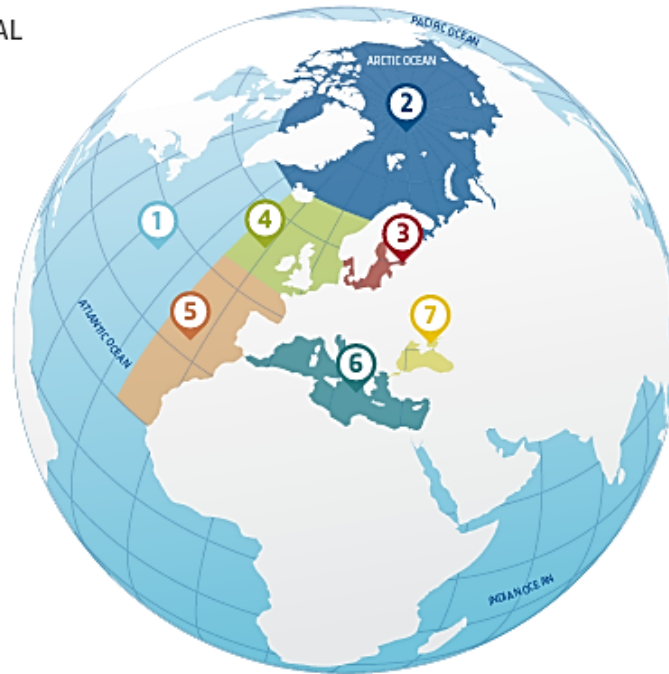 AL
PACIFIC OCEAN
ARCTIC OCEAN
2
1
4
3
5
7
ATLANTIC OCEAN
6
INDIAN OCEAN